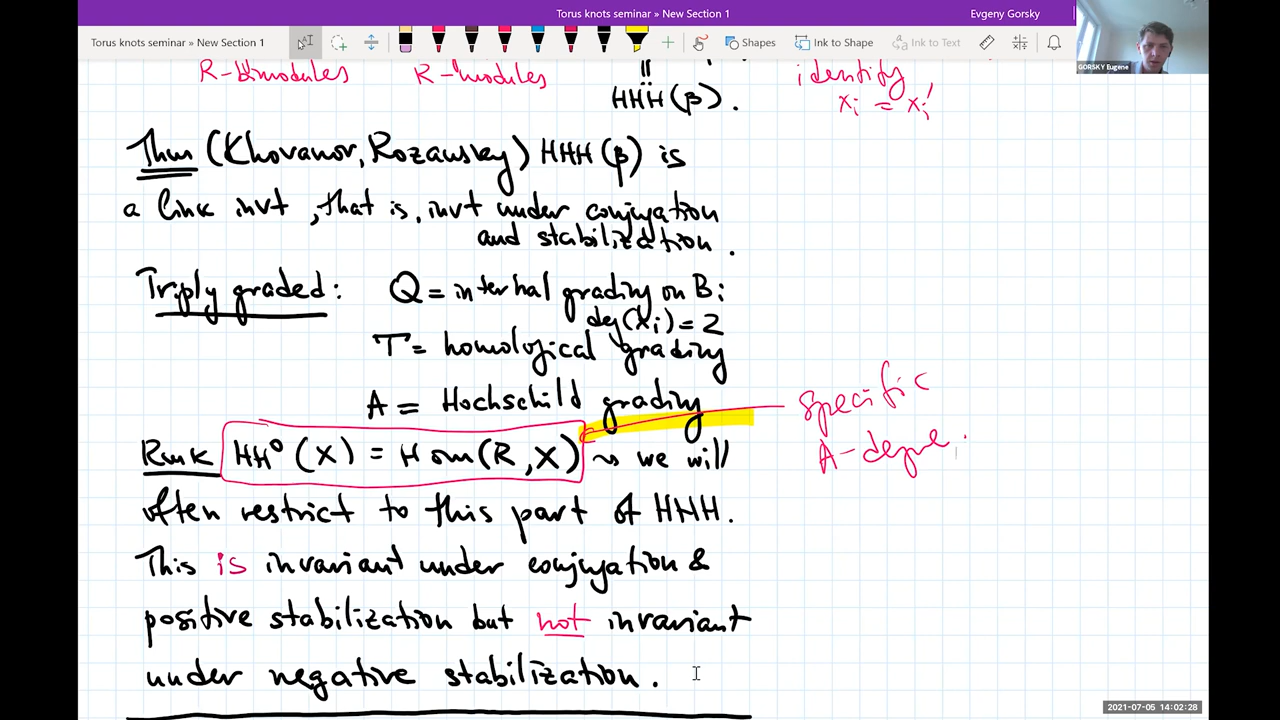 Torus knots seminar » New Section 1
Evgeny Gorsky
Torus knots seminar » New Section 1
Shapes
Ink to Shape
Ink to Text
GORSKY Eugene
R-bimodules R-modules
identify
HHH(β).
xi = xi'
Thm (Khovanov, Rozansky) HHH(β) is
a link invt, that is, invt under conjugation
and stabilization.
Triply graded: Q = internal grading on Bi
deg(xi) = 2
T = homological grading
A = Hochschild grading
specific
A-degree.
Rmk HH⁰(X) = Hom(R, X) ⇝ we will
often restrict to this part of HHH.
This is invariant under conjugation &
positive stabilization but not invariant
under negative stabilization.
2021-07-05 14:02:28